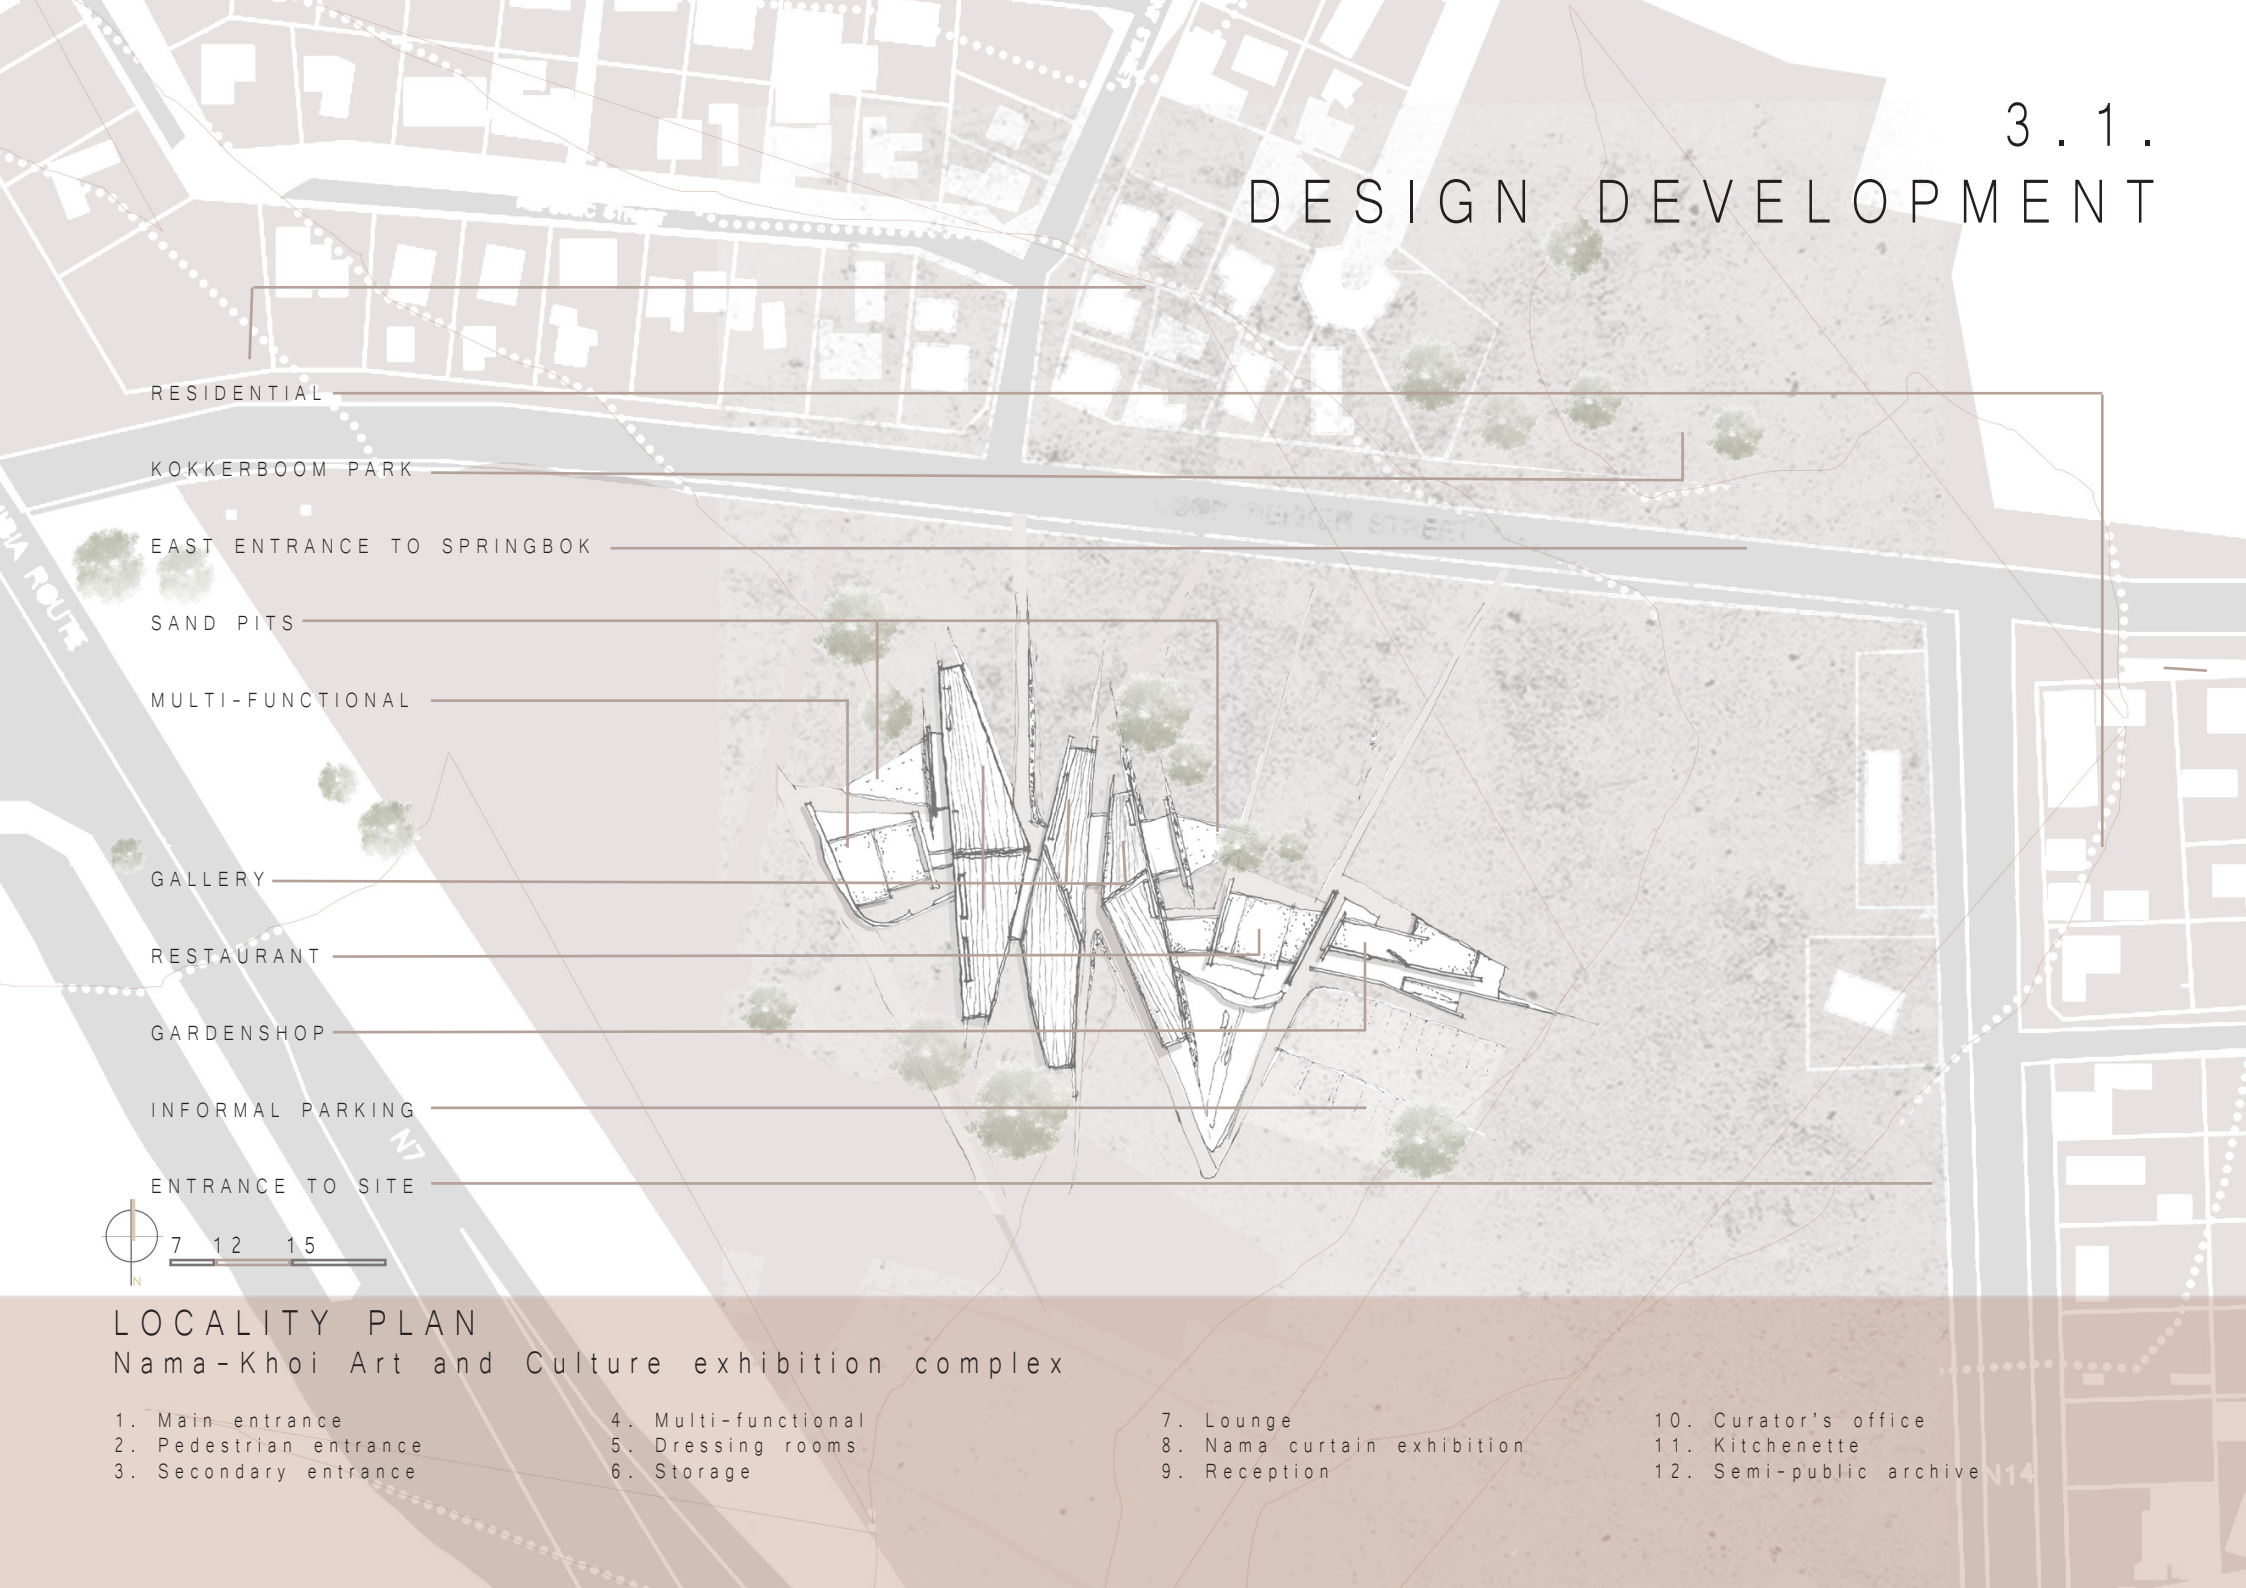 3.1.
DESIGN DEVELOPMENT
RESIDENTIAL
KOKKERBOOM PARK
EAST ENTRANCE TO SPRINGBOK
STREET
ROUTE
SAND PITS
MULTI-FUNCTIONAL
GALLERY
RESTAURANT
GARDENSHOP
INFORMAL PARKING
N7
ENTRANCE TO SITE
7 12 15
N
LOCALITY PLAN
Nama-Khoi Art and Culture exhibition complex
1. Main entrance
2. Pedestrian entrance
3. Secondary entrance
4. Multi-functional
5. Dressing rooms
6. Storage
7. Lounge
8. Nama curtain exhibition
9. Reception
10. Curator's office
11. Kitchenette
12. Semi-public archive
N14